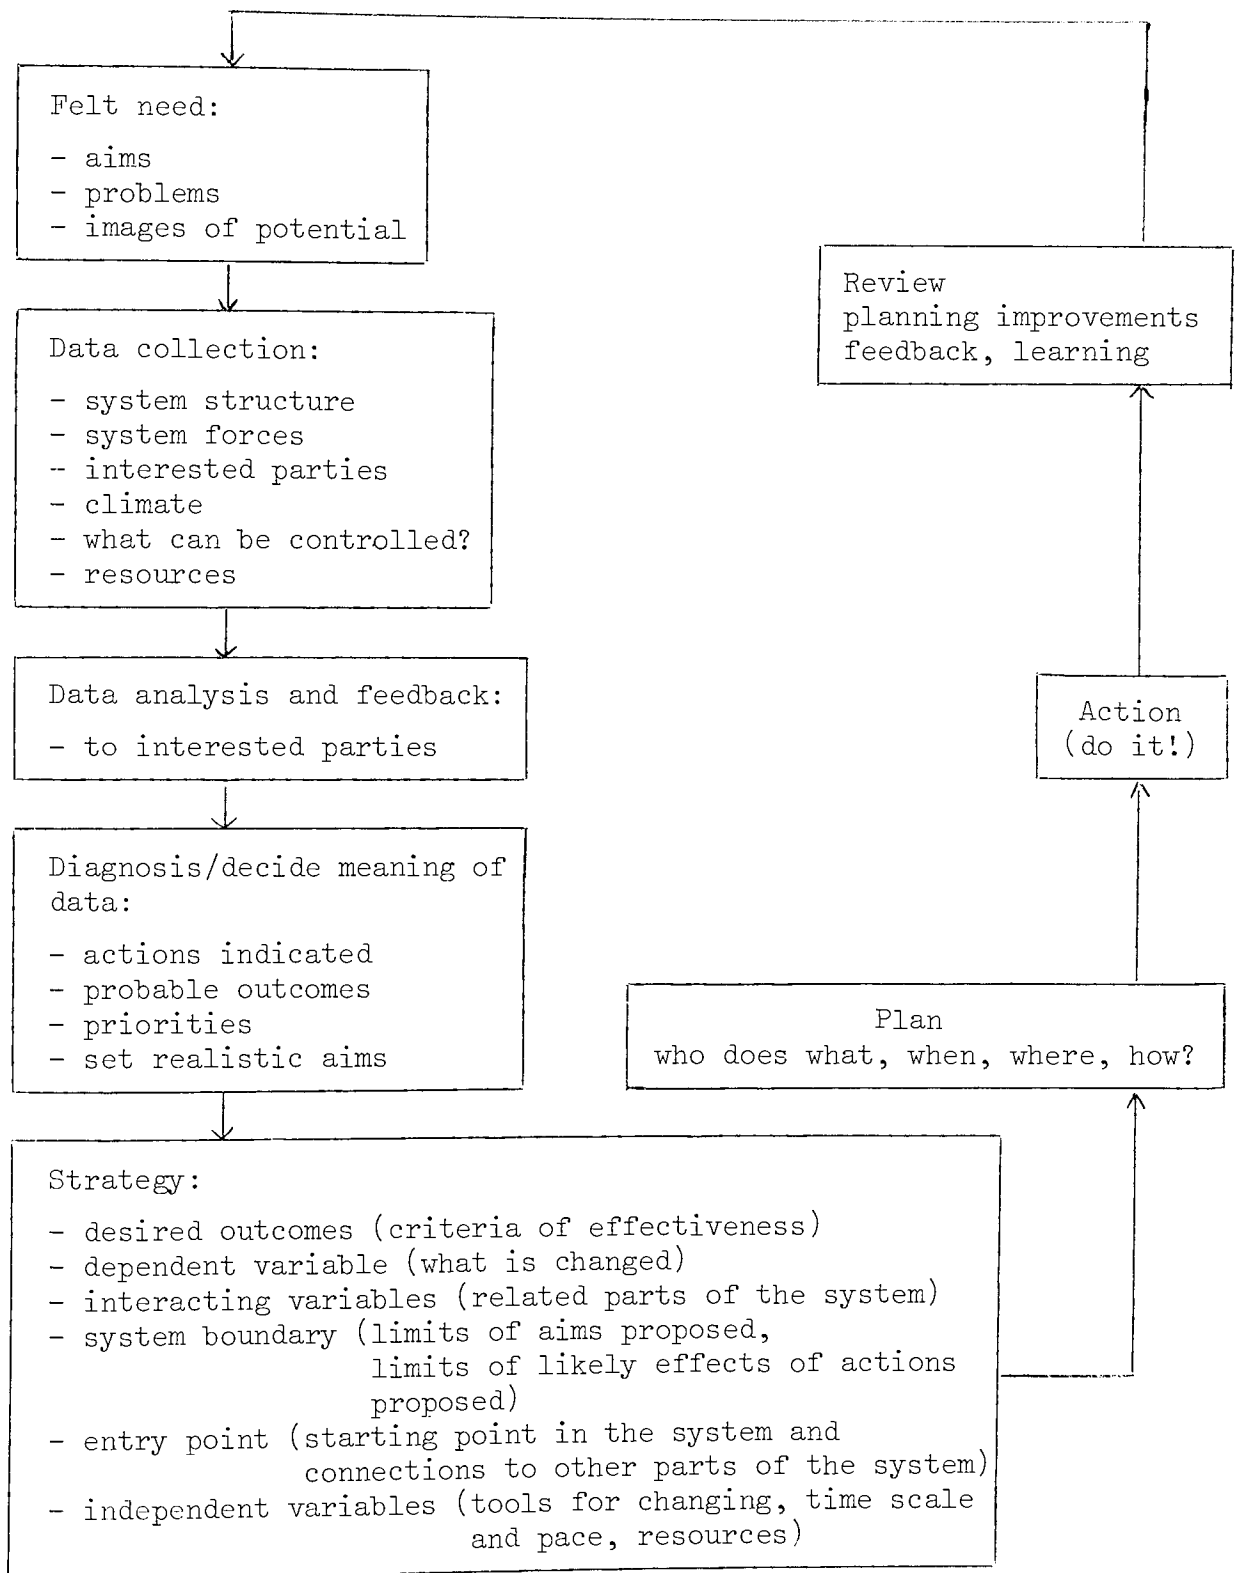 Felt need:
- aims
- problems
- images of potential
Data collection:
- system structure
- system forces
- interested parties
- climate
- what can be controlled?
- resources
Data analysis and feedback:
- to interested parties
Diagnosis/decide meaning of
data:
- actions indicated
- probable outcomes
- priorities
- set realistic aims
Strategy:
- desired outcomes (criteria of effectiveness)
- dependent variable (what is changed)
- interacting variables (related parts of the system)
- system boundary (limits of aims proposed,
limits of likely effects of actions
proposed)
- entry point (starting point in the system and
connections to other parts of the system)
- independent variables (tools for changing, time scale
and pace, resources)
Plan
who does what, when, where, how?
Action
(do it!)
Review
planning improvements
feedback, learning